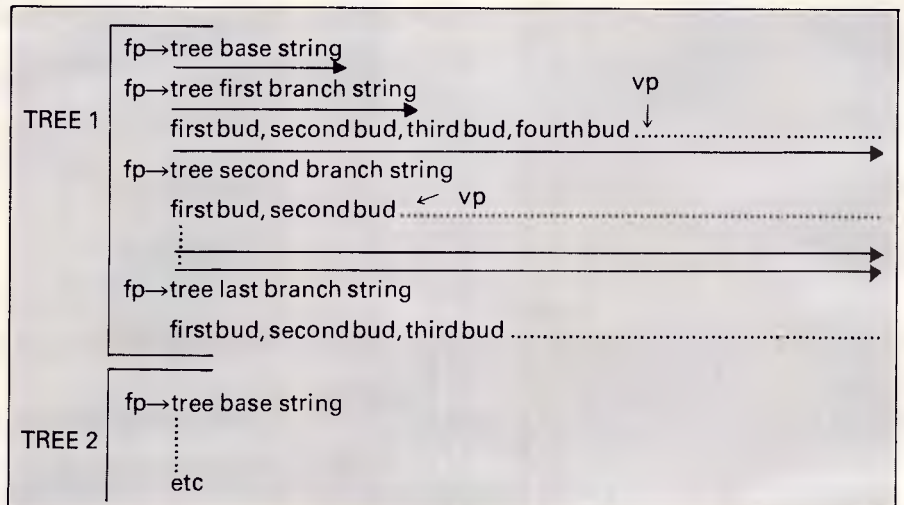 fp→tree base string
fp→tree first branch string
vp
TREE 1
first bud, second bud, third bud, fourth bud ........................ ................
fp→tree second branch string
first bud, second bud ← vp
fp→tree last branch string
first bud, second bud, third bud ............................................................
fp→tree base string
TREE 2
etc